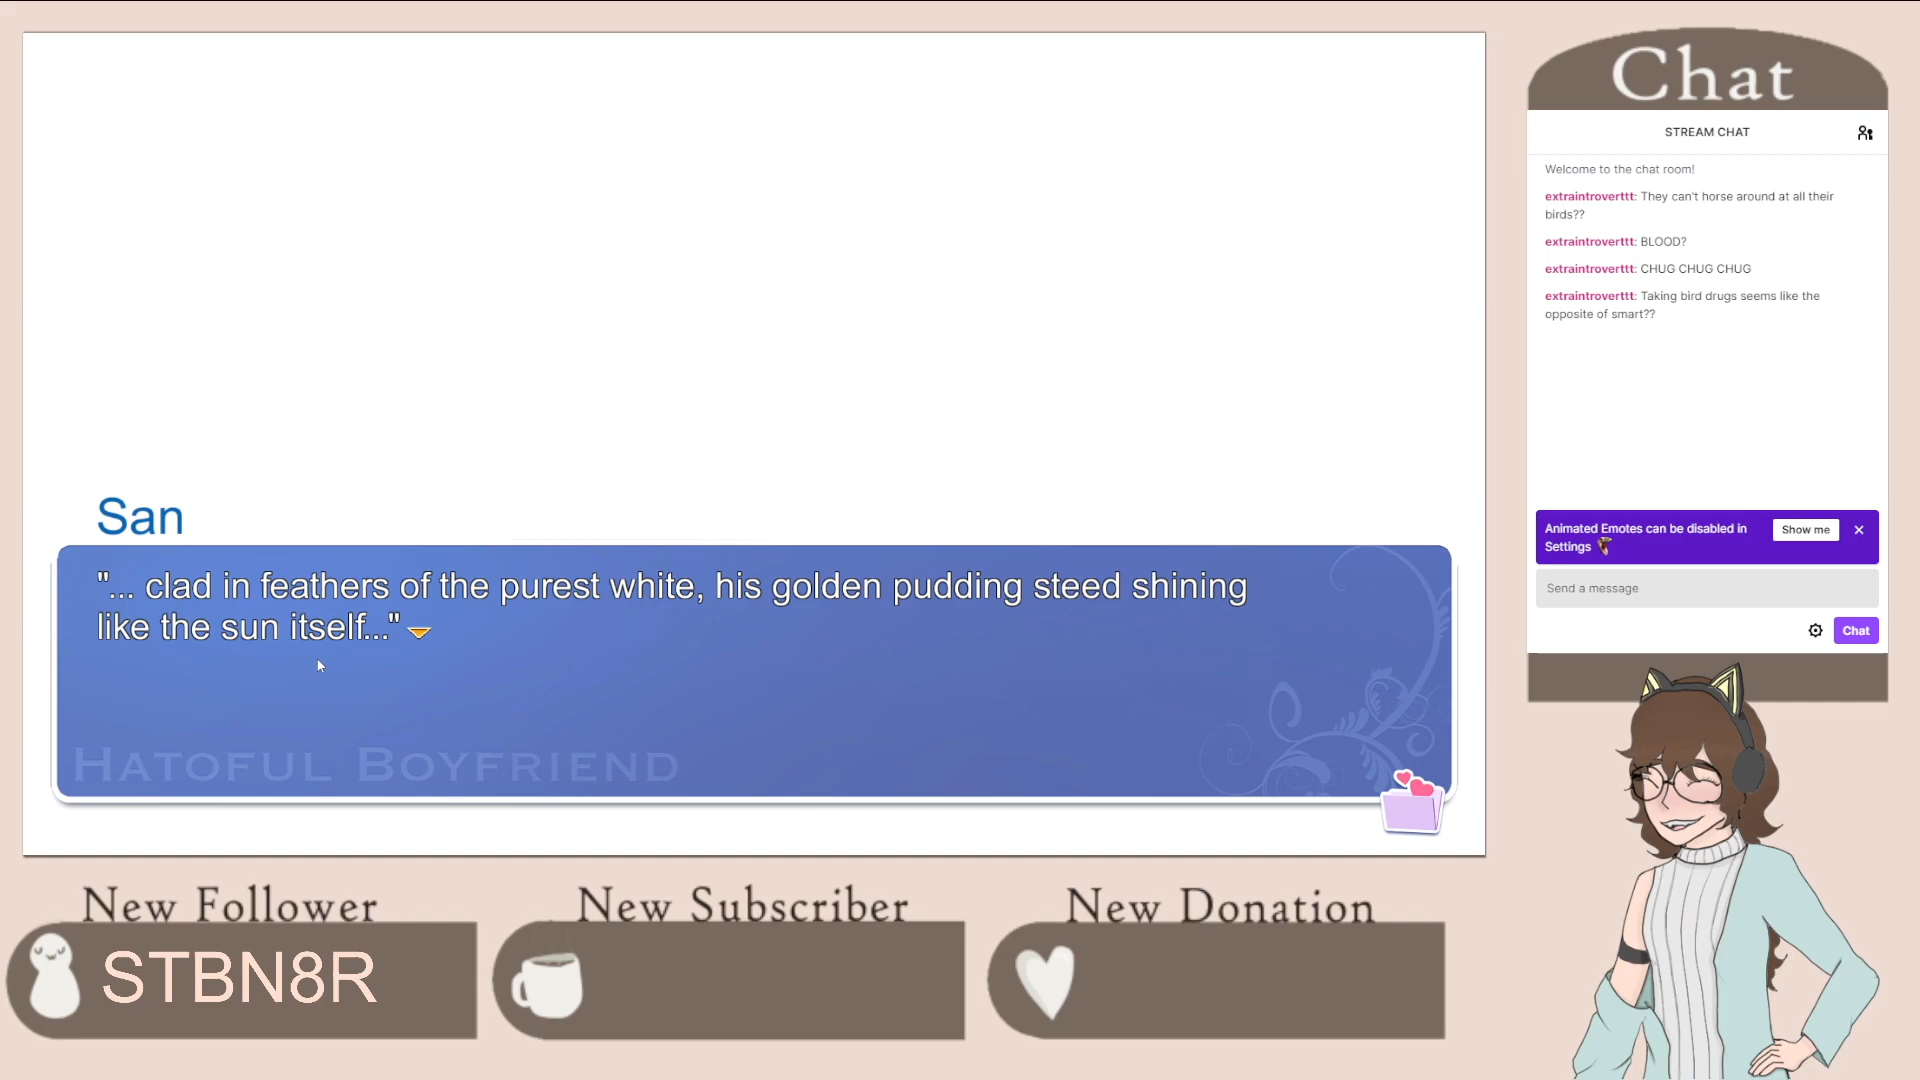 Chat
STREAM CHAT
Welcome to the chat room!
extraintroverttt: They can't horse around at all their
birds??
extraintroverttt: BLOOD?
extraintroverttt: CHUG CHUG CHUG
extraintroverttt: Taking bird drugs seems like the
opposite of smart??
San
"... clad in feathers of the purest white, his golden pudding steed shining
like the sun itself..."
HATOFUL BOYFRIEND
Animated Emotes can be disabled in
Settings
Show me
Send a message
Chat
New Follower
STBN8R
New Subscriber
New Donation